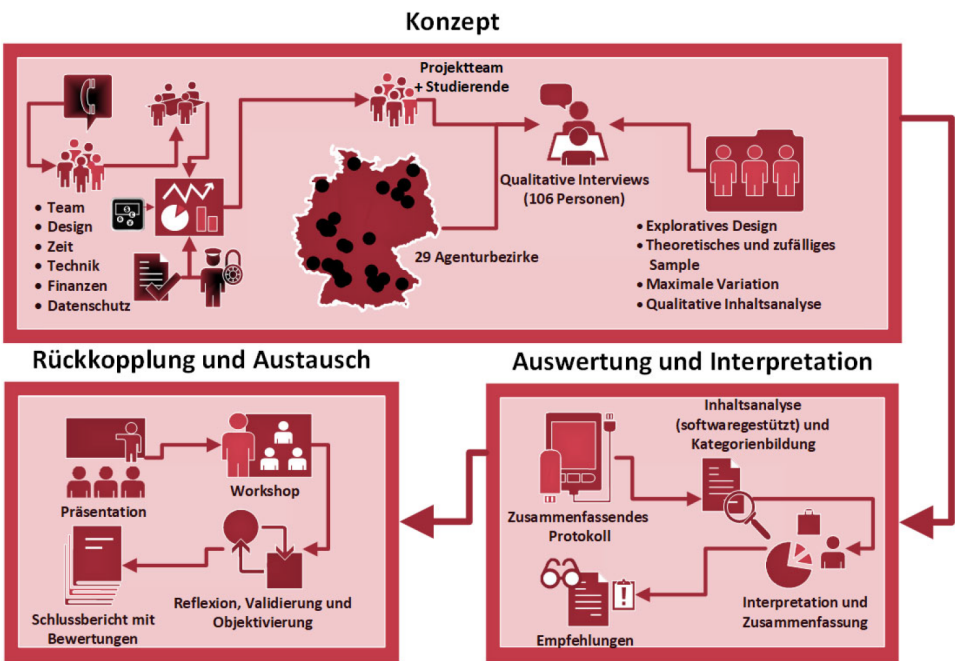 Konzept
Projektteam
+ Studierende
• Team
• Design
• Zeit
• Technik
• Finanzen
• Datenschutz
29 Agenturbezirke
Qualitative Interviews
(106 Personen)
• Exploratives Design
• Theoretisches und zufälliges
Sample
• Maximale Variation
• Qualitative Inhaltsanalyse
Rückkopplung und Austausch
Präsentation
Workshop
Reflexion, Validierung und
Objektivierung
Schlussbericht mit
Bewertungen
Auswertung und Interpretation
Inhaltsanalyse
(softwaregestützt) und
Kategorienbildung
Zusammenfassendes
Protokoll
Interpretation und
Zusammenfassung
Empfehlungen